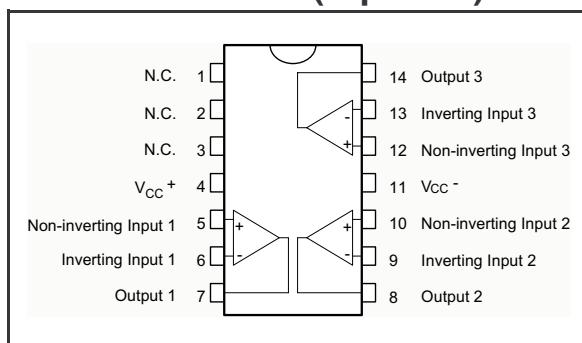 N.C. 1
N.C. 2
N.C. 3
VCC + 4
Non-inverting Input 1 5
Inverting Input 1 6
Output 1 7
14 Output 3
13 Inverting Input 3
12 Non-inverting Input 3
11 Vcc -
10 Non-inverting Input 2
9 Inverting Input 2
8 Output 2
-
+
+
-
+
-